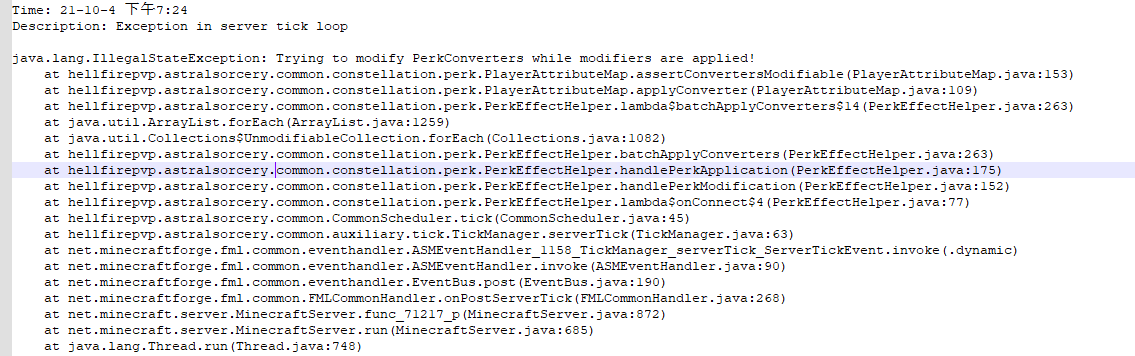 Time: 21-10-4 下午7:24
Description: Exception in server tick loop
java.lang.IllegalStateException: Trying to modify PerkConverters while modifiers are applied!
at hellfirepvp.astralsorcery.common.constellation.perk.PlayerAttributeMap.assertConvertersModifiable(PlayerAttributeMap.java:153)
at hellfirepvp.astralsorcery.common.constellation.perk.PlayerAttributeMap.applyConverter(PlayerAttributeMap.java:109)
at hellfirepvp.astralsorcery.common.constellation.perk.PerkEffectHelper.lambda$batchApplyConverters$14(PerkEffectHelper.java:263)
at java.util.ArrayList.forEach(ArrayList.java:1259)
at java.util.Collections$UnmodifiableCollection.forEach(Collections.java:1082)
at hellfirepvp.astralsorcery.common.constellation.perk.PerkEffectHelper.batchApplyConverters(PerkEffectHelper.java:263)
at hellfirepvp.astralsorcery.common.constellation.perk.PerkEffectHelper.handlePerkApplication(PerkEffectHelper.java:175)
at hellfirepvp.astralsorcery.common.constellation.perk.PerkEffectHelper.handlePerkModification(PerkEffectHelper.java:152)
at hellfirepvp.astralsorcery.common.constellation.perk.PerkEffectHelper.lambda$onConnect$4(PerkEffectHelper.java:77)
at hellfirepvp.astralsorcery.common.CommonScheduler.tick(CommonScheduler.java:45)
at hellfirepvp.astralsorcery.common.auxiliary.tick.TickManager.serverTick(TickManager.java:63)
at net.minecraftforge.fml.common.eventhandler.ASMEventHandler_1158_TickManager_serverTick_ServerTickEvent.invoke(.dynamic)
at net.minecraftforge.fml.common.eventhandler.ASMEventHandler.invoke(ASMEventHandler.java:90)
at net.minecraftforge.fml.common.eventhandler.EventBus.post(EventBus.java:190)
at net.minecraftforge.fml.common.FMLCommonHandler.onPostServerTick(FMLCommonHandler.java:268)
at net.minecraft.server.MinecraftServer.func_71217_p(MinecraftServer.java:872)
at net.minecraft.server.MinecraftServer.run(MinecraftServer.java:685)
at java.lang.Thread.run(Thread.java:748)